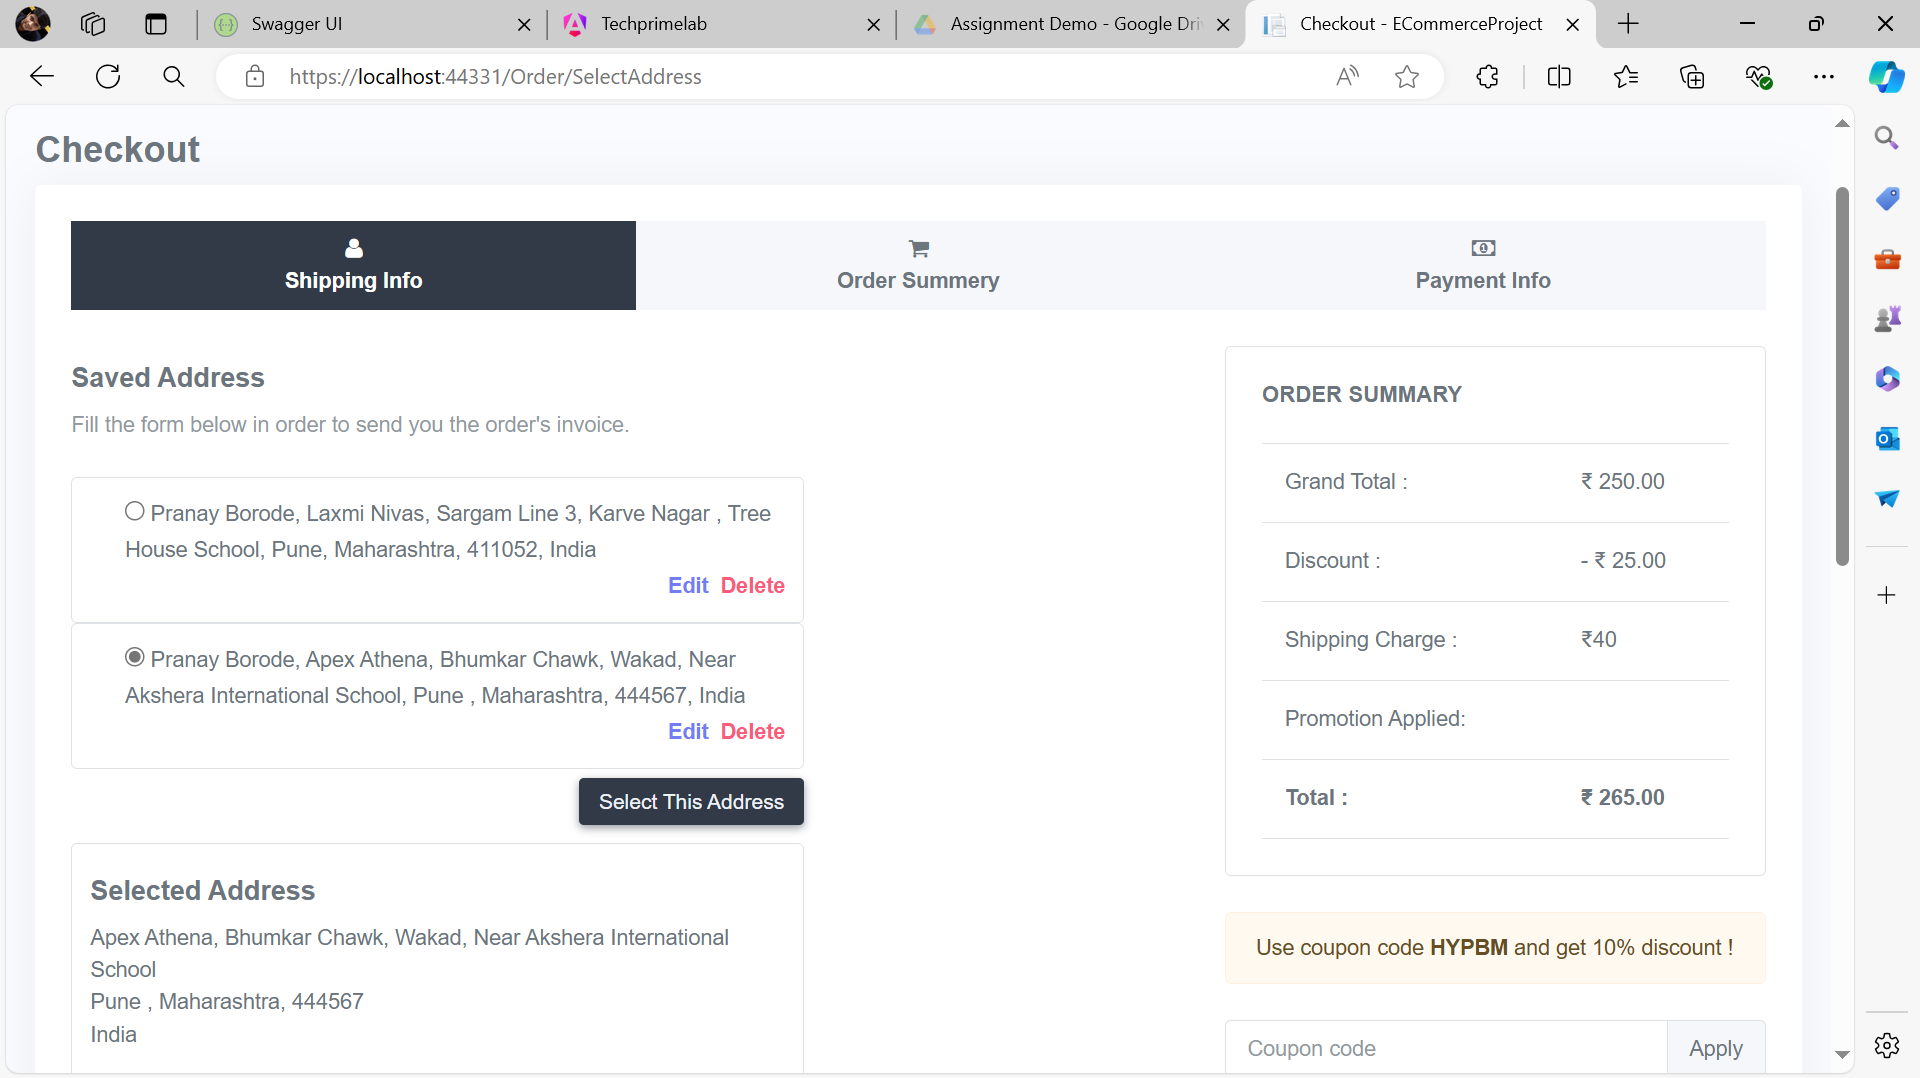 Swagger UI
Techprimelab
Assignment Demo - Google Dri
Checkout - ECommerceProject
https://localhost:44331/Order/SelectAddress
Checkout
Shipping Info
Order Summery
Payment Info
Saved Address
Fill the form below in order to send you the order's invoice.
Pranay Borode, Laxmi Nivas, Sargam Line 3, Karve Nagar , Tree
House School, Pune, Maharashtra, 411052, India
Edit Delete
Pranay Borode, Apex Athena, Bhumkar Chawk, Wakad, Near
Akshera International School, Pune , Maharashtra, 444567, India
Edit Delete
Select This Address
Selected Address
Apex Athena, Bhumkar Chawk, Wakad, Near Akshera International
School
Pune , Maharashtra, 444567
India
ORDER SUMMARY
Grand Total : ₹ 250.00
Discount : - ₹ 25.00
Shipping Charge : ₹40
Promotion Applied:
Total : ₹ 265.00
Use coupon code HYPBM and get 10% discount !
Coupon code
Apply